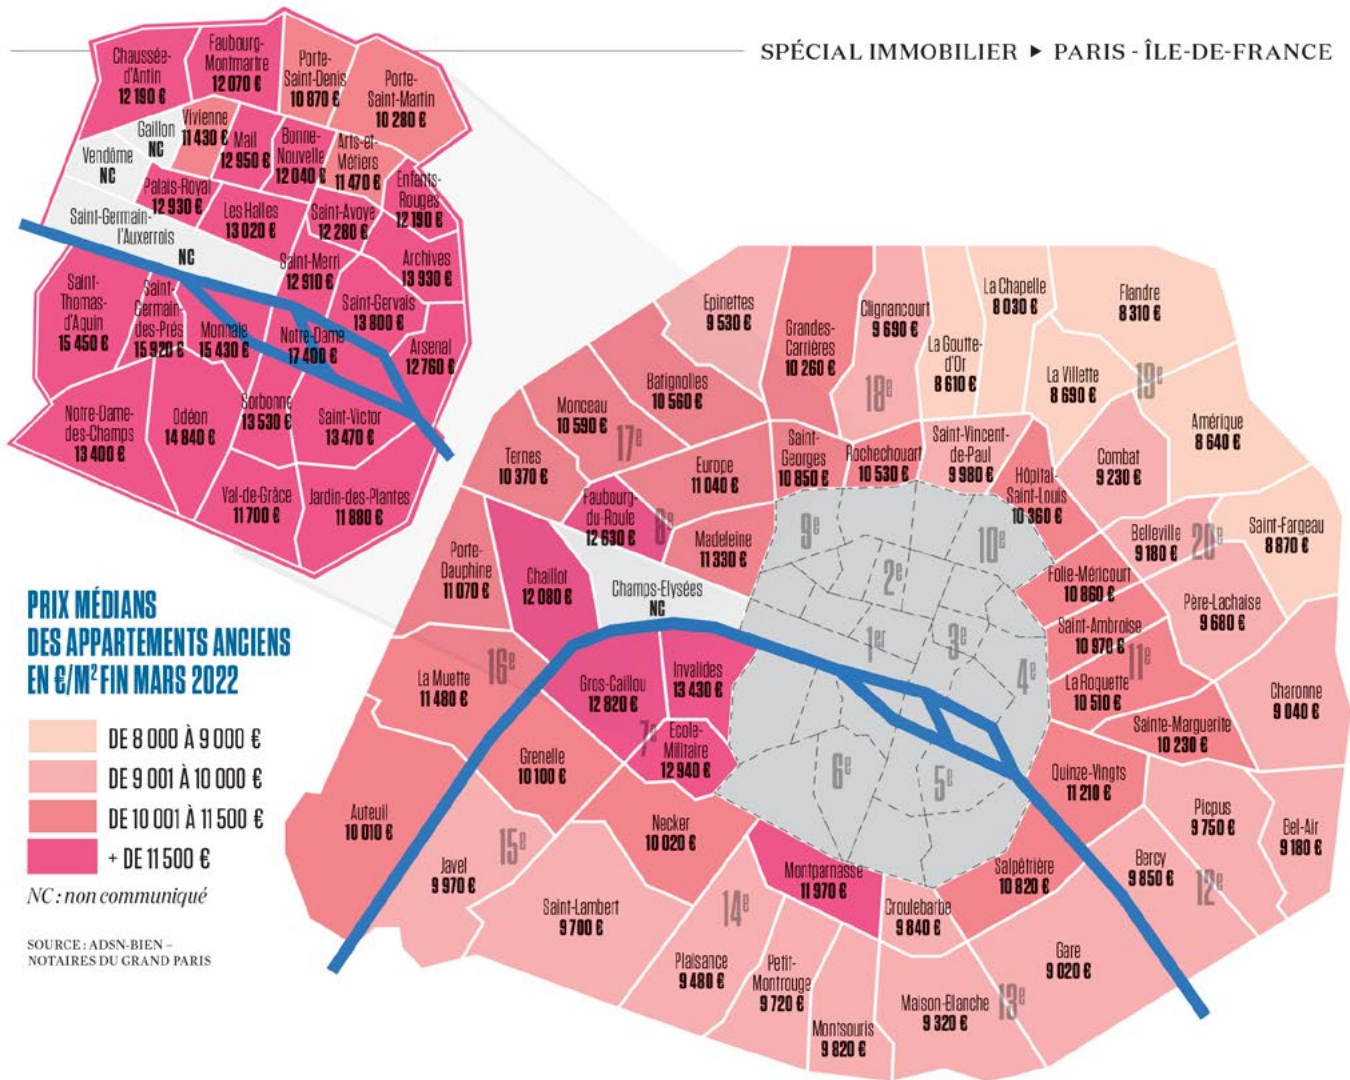 SPÉCIAL IMMOBILIER ▶ PARIS - ÎLE-DE-FRANCE
Chaussée-
d'Antin
12 190 €
Faubourg-
Montmartre
12 070 €
Porte-
Saint-Denis
10 870 €
Porte-
Saint-Martin
10 280 €
Gaillon
NC
Vivienne
11 430 €
Mail
12 950 €
Bonne-
Nouvelle
12 040 €
Arts-et-
Métiers
11 470 €
Vendôme
NC
Palais-Royal
12 930 €
Les Halles
13 020 €
Saint-Avoye
12 280 €
Enfants-
Rouges
12 190 €
Saint-Germain-
l'Auxerrois
NC
Saint-Merri
12 910 €
Archives
13 930 €
Saint-Gervais
13 800 €
Saint-
Thomas-
d'Aquin
15 450 €
Saint-
Germain-
des-Prés
15 920 €
Monnaie
15 430 €
Notre-Dame
17 400 €
Arsenal
12 760 €
Notre-Dame-
des-Champs
13 400 €
Odéon
14 840 €
Sorbonne
13 530 €
Saint-Victor
13 470 €
Val-de-Grâce
11 700 €
Jardin-des-Plantes
11 880 €
PRIX MÉDIANS
DES APPARTEMENTS ANCIENS
EN €/M² FIN MARS 2022
DE 8 000 À 9 000 €
DE 9 001 À 10 000 €
DE 10 001 À 11 500 €
+ DE 11 500 €
NC : non communiqué
SOURCE : ADSN-BIEN –
NOTAIRES DU GRAND PARIS
Epinettes
9 530 €
Grandes-
Carrières
10 260 €
Clignancourt
9 690 €
18e
La Goutte-
d'Or
8 610 €
La Chapelle
8 030 €
Flandre
8 310 €
La Villette
8 690 €
19e
Amérique
8 640 €
Combat
9 230 €
Batignolles
10 560 €
Monceau
10 590 €
17e
Ternes
10 370 €
Europe
11 040 €
Saint-
Georges
10 850 €
Rochechouart
10 530 €
Saint-Vincent-
de-Paul
9 980 €
Hôpital-
Saint-Louis
10 360 €
Faubourg-
du-Roule
12 630 €
8e
Madeleine
11 330 €
Champs-Elysées
NC
Belleville
9 180 €
20e
Saint-Fargeau
8 870 €
Père-Lachaise
9 680 €
Charonne
9 040 €
Folie-Méricourt
10 860 €
Saint-Ambroise
10 970 €
11e
La Roquette
10 510 €
Sainte-Marguerite
10 230 €
9e
10e
2e
1er
3e
4e
6e
5e
Porte-
Dauphine
11 070 €
Chaillot
12 080 €
La Muette
11 480 €
16e
Auteuil
10 010 €
Gros-Caillou
12 820 €
Invalides
13 430 €
7e
Ecole-
Militaire
12 940 €
Grenelle
10 100 €
Necker
10 020 €
Javel
9 970 €
15e
Saint-Lambert
9 700 €
Montparnasse
11 970 €
14e
Plaisance
9 480 €
Petit-
Montrouge
9 720 €
Montsouris
9 820 €
Croulebarbe
9 840 €
Salpêtrière
10 820 €
Maison-Blanche
9 320 €
13e
Gare
9 020 €
Quinze-Vingts
11 210 €
Bercy
9 850 €
12e
Picpus
9 750 €
Bel-Air
9 180 €